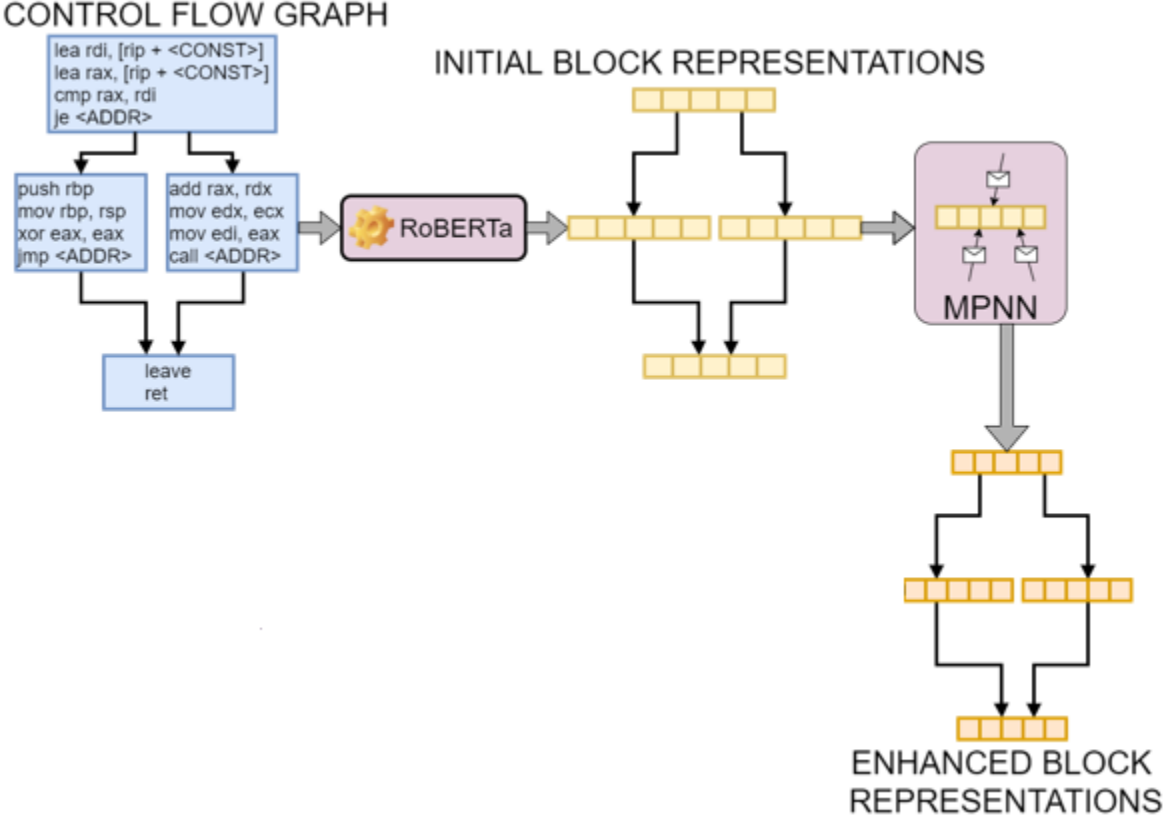 CONTROL FLOW GRAPH
lea rdi, [rip + <CONST>]
lea rax, [rip + <CONST>]
cmp rax, rdi
je <ADDR>
push rbp
mov rbp, rsp
xor eax, eax
jmp <ADDR>
add rax, rdx
mov edx, ecx
mov edi, eax
call <ADDR>
leave
ret
RoBERTa
INITIAL BLOCK REPRESENTATIONS
MPNN
ENHANCED BLOCK
REPRESENTATIONS